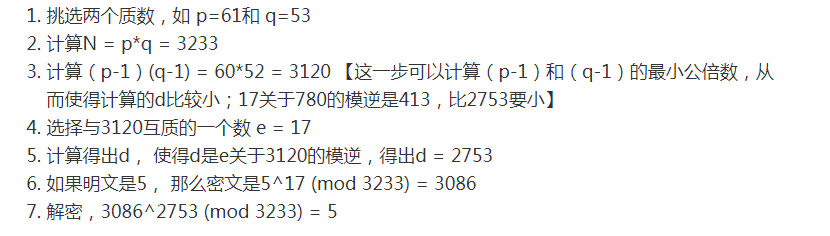 1. 挑选两个质数，如 p=61和 q=53
2. 计算N = p*q = 3233
3. 计算（p-1）(q-1) = 60*52 = 3120 【这一步可以计算（p-1）和（q-1）的最小公倍数，从
而使得计算的d比较小；17关于780的模逆是413，比2753要小】
4. 选择与3120互质的一个数 e = 17
5. 计算得出d， 使得d是e关于3120的模逆，得出d = 2753
6. 如果明文是5， 那么密文是5^17 (mod 3233) = 3086
7. 解密，3086^2753 (mod 3233) = 5